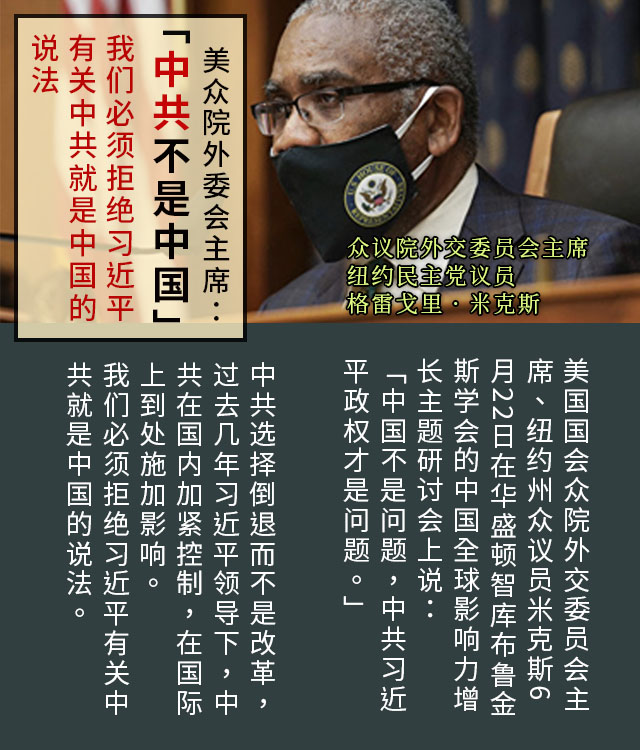 美众院外委会主席：
「中共不是中国」
我们必须拒绝习近平
有关中共就是中国的
说法
众议院外交委员会主席
纽约民主党议员
格雷戈里·米克斯
美国国会众院外交委员会主
席、纽约州众议员米克斯6
月22日在华盛顿智库布鲁金
斯学会的中国全球影响力增
长主题研讨会上说：
「中国不是问题，中共习近
平政权才是问题。」
中共选择倒退而不是改革，
过去几年习近平领导下，中
共在国内加紧控制，在国际
上到处施加影响。
我们必须拒绝习近平有关中
共就是中国的说法。